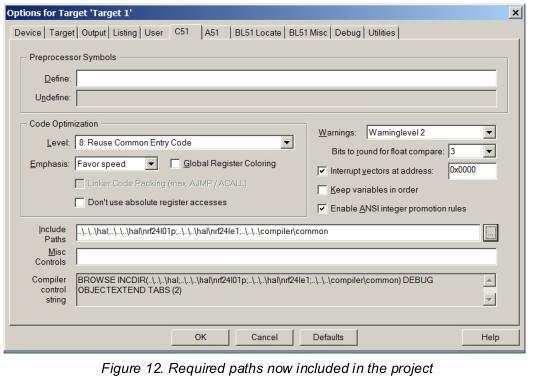 Options for Target 'Target 1'
Device Target Output Listing User C51 A51 BL51 Locate BL51 Misc Debug Utilities
Preprocessor Symbols
Define:
Undefine:
Code Optimization
Level: 8: Reuse Common Entry Code
Emphasis: Favor speed Global Register Coloring
Linker Code Packing (max. AJMP / ACALL)
Don't use absolute register accesses
Warnings: Warninglevel 2
Bits to round for float compare: 3
Interrupt vectors at address: 0x0000
Keep variables in order
Enable ANSI integer promotion rules
Include Paths ..\..\..\hal;..\..\..\hal\nrf24l01p;..\..\..\hal\nrf24le1;..\..\..\compiler\common ...
Misc Controls
Compiler control string BROWSE INCDIR(..\..\..\hal;..\..\..\hal\nrf24l01p;..\..\..\hal\nrf24le1;..\..\..\compiler\common) DEBUG
OBJECTEXTEND TABS (2)
OK Cancel Defaults Help
Figure 12. Required paths now included in the project